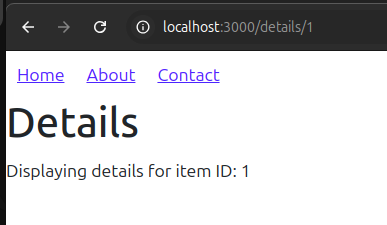 localhost:3000/details/1
Home About Contact
Details
Displaying details for item ID: 1